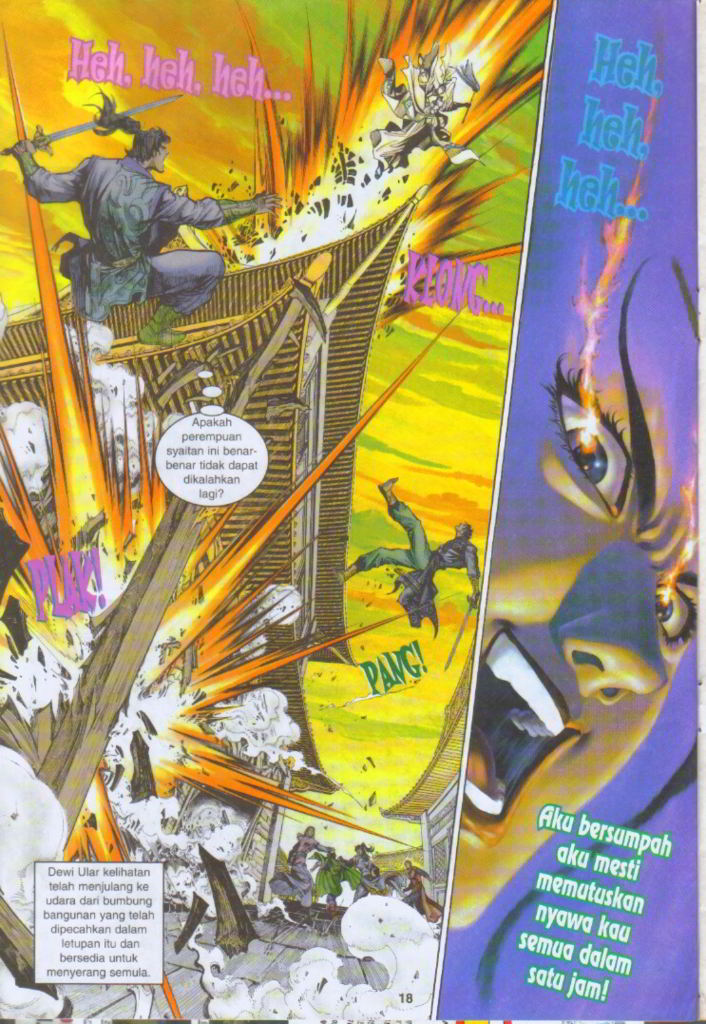 Heh, heh, heh...
KLONG...
Apakah
perempuan
syaitan ini benar-
benar tidak dapat
dikalahkan
lagi?
PLAK!
PANG!
Dewi Ular kelihatan
telah menjulang ke
udara dari bumbung
bangunan yang telah
dipecahkan dalam
letupan itu dan
bersedia untuk
menyerang semula.
18
Heh,
heh,
heh...
Aku bersumpah
aku mesti
memutuskan
nyawa kau
semua dalam
satu jam!